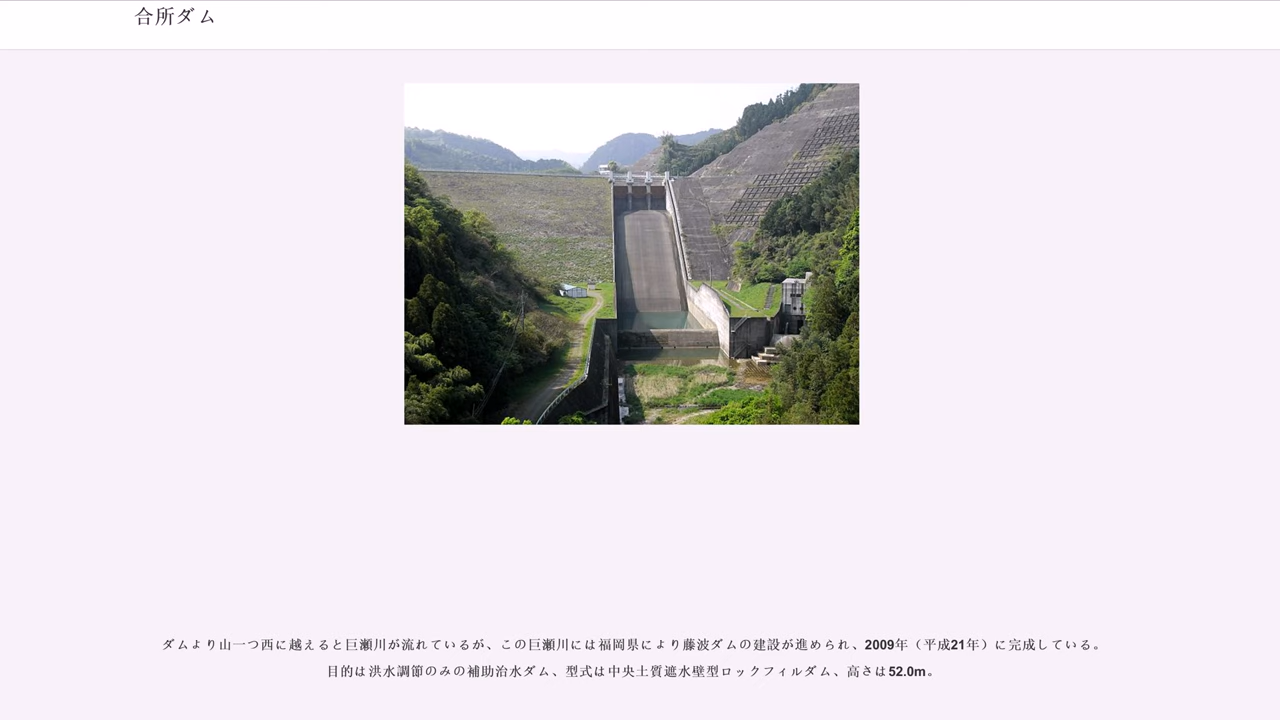 合所ダム
ダムより山一つ西に越えると巨瀬川が流れているが、この巨瀬川には福岡県により藤波ダムの建設が進められ、2009年（平成21年）に完成している。
目的は洪水調節のみの補助治水ダム、型式は中央土質遮水壁型ロックフィルダム、高さは52.0m。